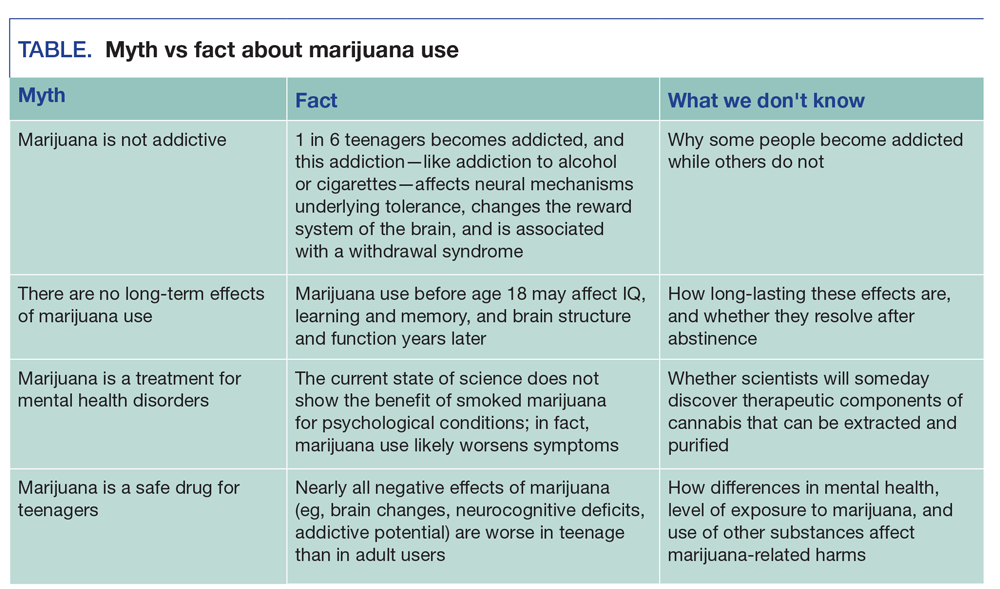 TABLE. Myth vs fact about marijuana use
Myth
Fact
What we don't know
Marijuana is not addictive
1 in 6 teenagers becomes addicted, and
this addiction—like addiction to alcohol
or cigarettes—affects neural mechanisms
underlying tolerance, changes the reward
system of the brain, and is associated
with a withdrawal syndrome
Why some people become addicted
while others do not
There are no long-term effects
of marijuana use
Marijuana use before age 18 may affect IQ,
learning and memory, and brain structure
and function years later
How long-lasting these effects are,
and whether they resolve after
abstinence
Marijuana is a treatment for
mental health disorders
The current state of science does not
show the benefit of smoked marijuana
for psychological conditions; in fact,
marijuana use likely worsens symptoms
Whether scientists will someday
discover therapeutic components of
cannabis that can be extracted and
purified
Marijuana is a safe drug for
teenagers
Nearly all negative effects of marijuana
(eg, brain changes, neurocognitive deficits,
addictive potential) are worse in teenage
than in adult users
How differences in mental health,
level of exposure to marijuana, and
use of other substances affect
marijuana-related harms